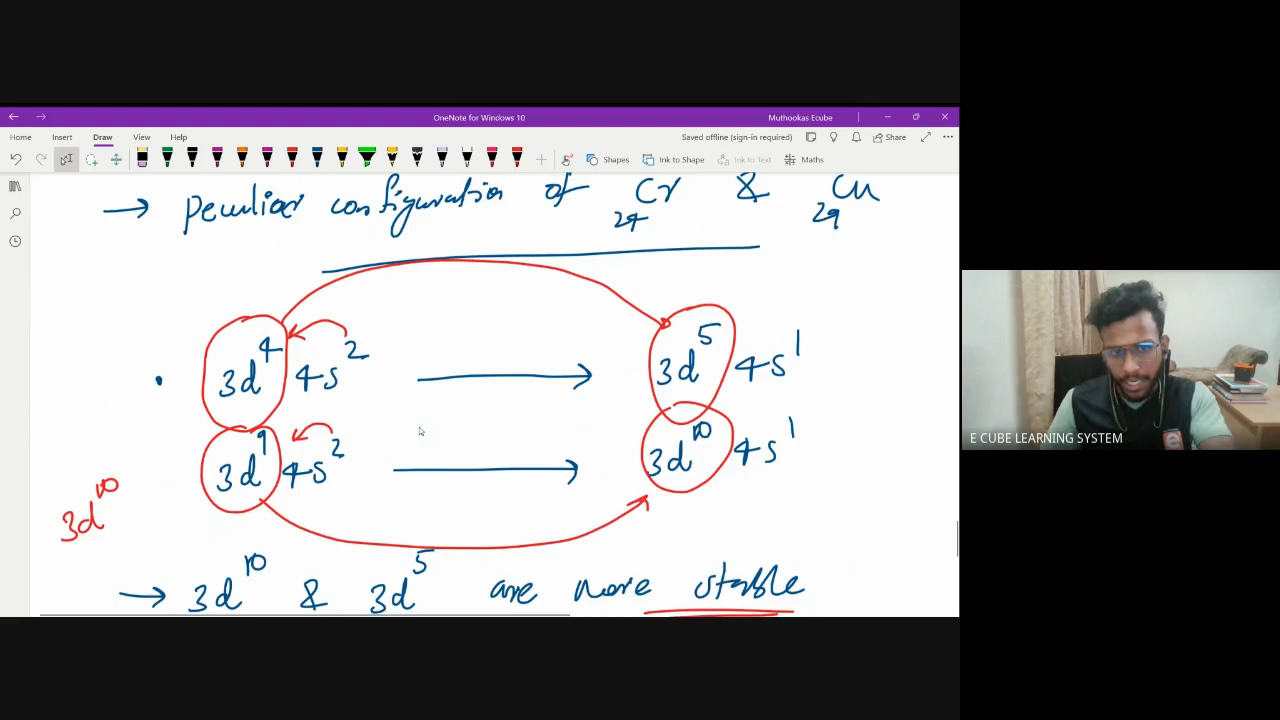 OneNote for Windows 10
Muthookas Ecube
Home Insert Draw View Help
Saved offline (sign-in required) Share
Shapes Ink to Shape Ink to Text Maths
→ Peculiar configuration of 24Cr & 29Cu
• 3d⁴ 4s² → 3d⁵ 4s¹
3d⁹ 4s² → 3d¹⁰ 4s¹
3d¹⁰
→ 3d¹⁰ & 3d⁵ are more stable
E CUBE LEARNING SYSTEM